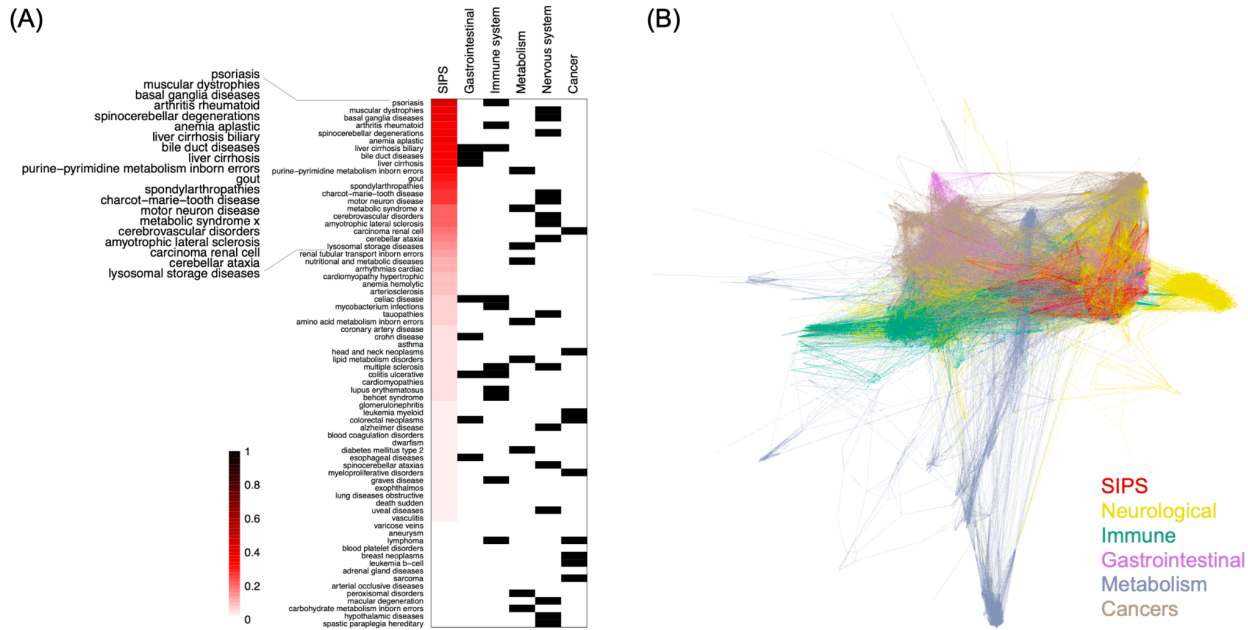 (A)
(B)
SIPS
Gastrointestinal
Immune system
Metabolism
Nervous system
Cancer
psoriasis
muscular dystrophies
basal ganglia diseases
arthritis rheumatoid
spinocerebellar degenerations
anemia aplastic
liver cirrhosis biliary
bile duct diseases
liver cirrhosis
purine−pyrimidine metabolism inborn errors
gout
spondylarthropathies
charcot−marie−tooth disease
motor neuron disease
metabolic syndrome x
cerebrovascular disorders
amyotrophic lateral sclerosis
carcinoma renal cell
cerebellar ataxia
lysosomal storage diseases
psoriasis
muscular dystrophies
basal ganglia diseases
arthritis rheumatoid
spinocerebellar degenerations
anemia aplastic
liver cirrhosis biliary
bile duct diseases
liver cirrhosis
purine−pyrimidine metabolism inborn errors
gout
spondylarthropathies
charcot−marie−tooth disease
motor neuron disease
metabolic syndrome x
cerebrovascular disorders
amyotrophic lateral sclerosis
carcinoma renal cell
cerebellar ataxia
lysosomal storage diseases
renal tubular transport inborn errors
nutritional and metabolic diseases
arrhythmias cardiac
cardiomyopathy hypertrophic
anemia hemolytic
arteriosclerosis
celiac disease
mycobacterium infections
tauopathies
amino acid metabolism inborn errors
coronary artery disease
crohn disease
asthma
head and neck neoplasms
lipid metabolism disorders
multiple sclerosis
colitis ulcerative
cardiomyopathies
lupus erythematosus
behcet syndrome
glomerulonephritis
leukemia myeloid
colorectal neoplasms
alzheimer disease
blood coagulation disorders
dwarfism
diabetes mellitus type 2
esophageal diseases
spinocerebellar ataxias
myeloproliferative disorders
graves disease
exophthalmos
lung diseases obstructive
death sudden
uveal diseases
vasculitis
varicose veins
aneurysm
lymphoma
blood platelet disorders
breast neoplasms
leukemia b−cell
adrenal gland diseases
sarcoma
arterial occlusive diseases
peroxisomal disorders
macular degeneration
carbohydrate metabolism inborn errors
hypothalamic diseases
spastic paraplegia hereditary
1
0.8
0.6
0.4
0.2
0
SIPS
Neurological
Immune
Gastrointestinal
Metabolism
Cancers